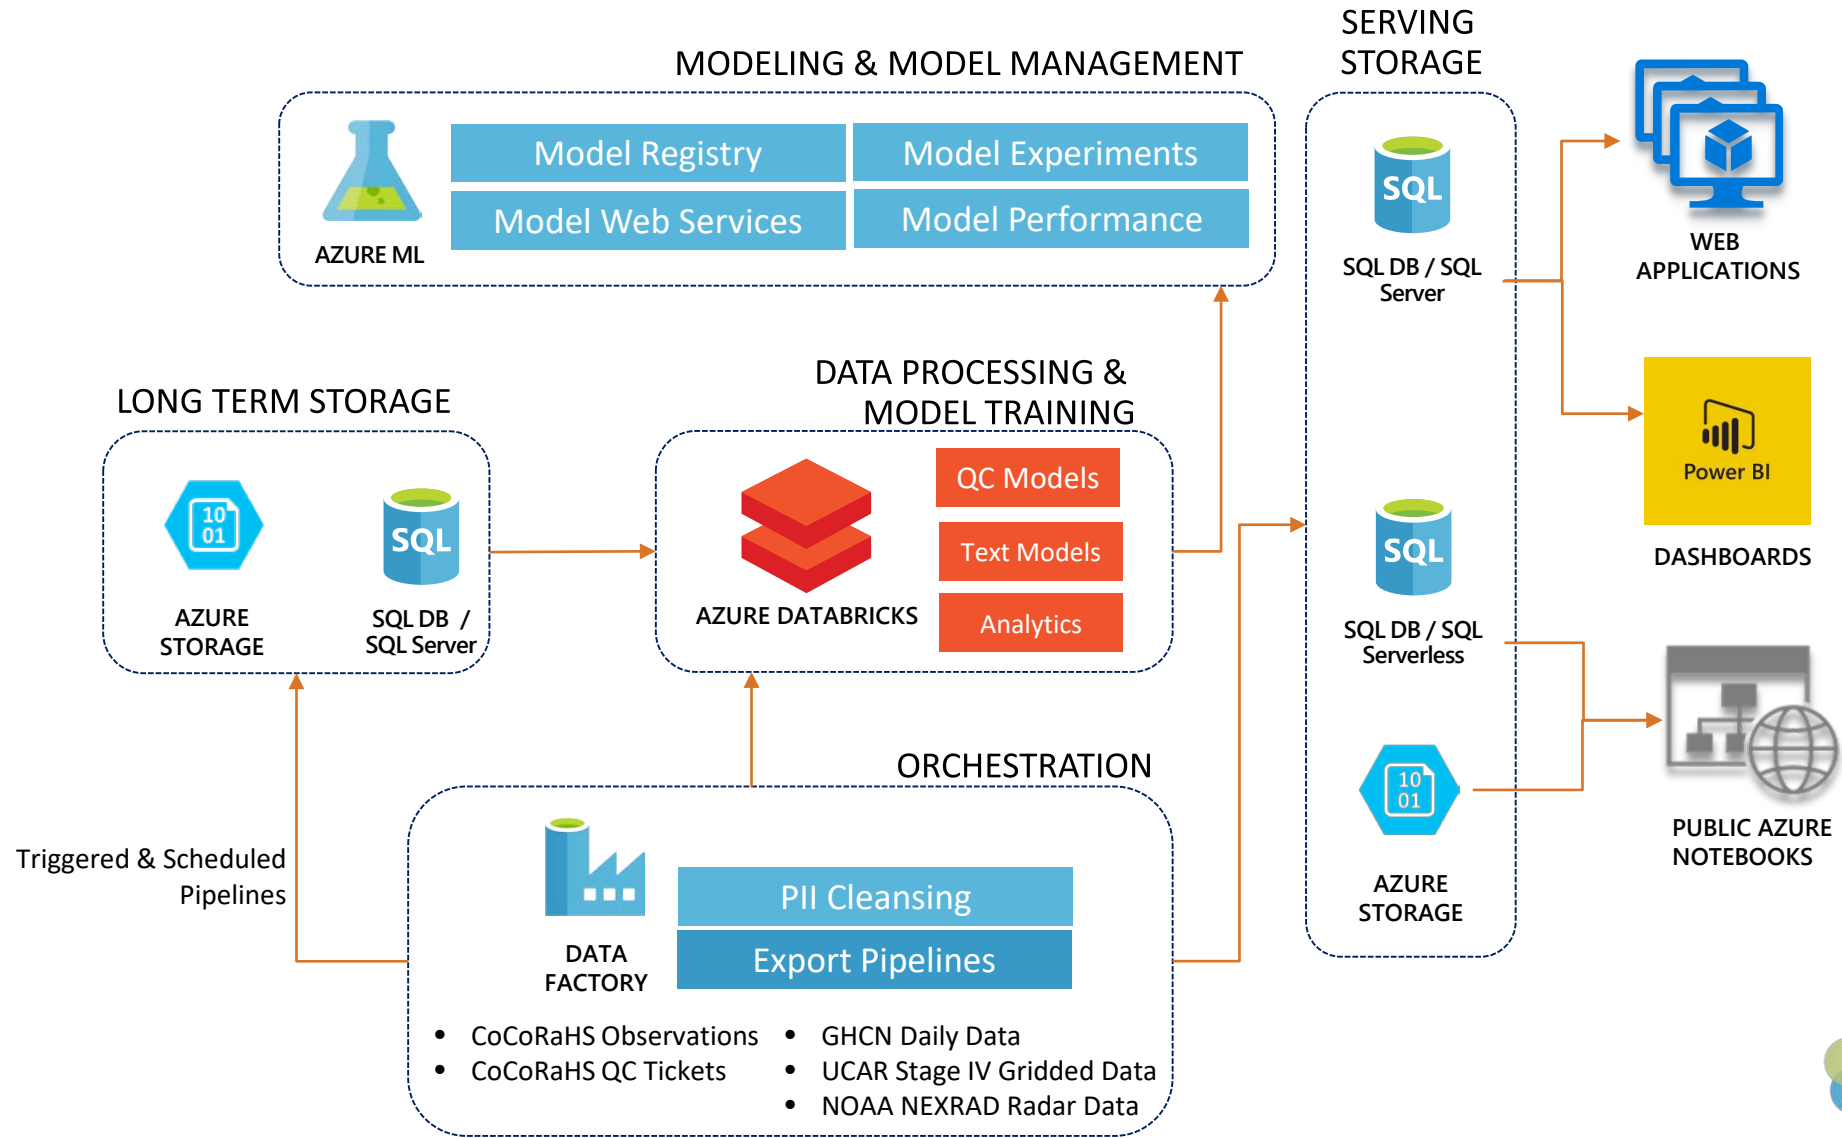 SERVING
STORAGE
MODELING & MODEL MANAGEMENT
Model Registry
Model Experiments
Model Web Services
Model Performance
AZURE ML
SQL
SQL DB / SQL
Server
WEB
APPLICATIONS
DATA PROCESSING &
MODEL TRAINING
LONG TERM STORAGE
10
01
AZURE
STORAGE
SQL
SQL DB /
SQL Server
AZURE DATABRICKS
QC Models
Text Models
Analytics
Power BI
DASHBOARDS
SQL
SQL DB / SQL
Serverless
10
01
AZURE
STORAGE
PUBLIC AZURE
NOTEBOOKS
ORCHESTRATION
Triggered & Scheduled
Pipelines
DATA
FACTORY
PII Cleansing
Export Pipelines
• CoCoRaHS Observations
• CoCoRaHS QC Tickets
• GHCN Daily Data
• UCAR Stage IV Gridded Data
• NOAA NEXRAD Radar Data